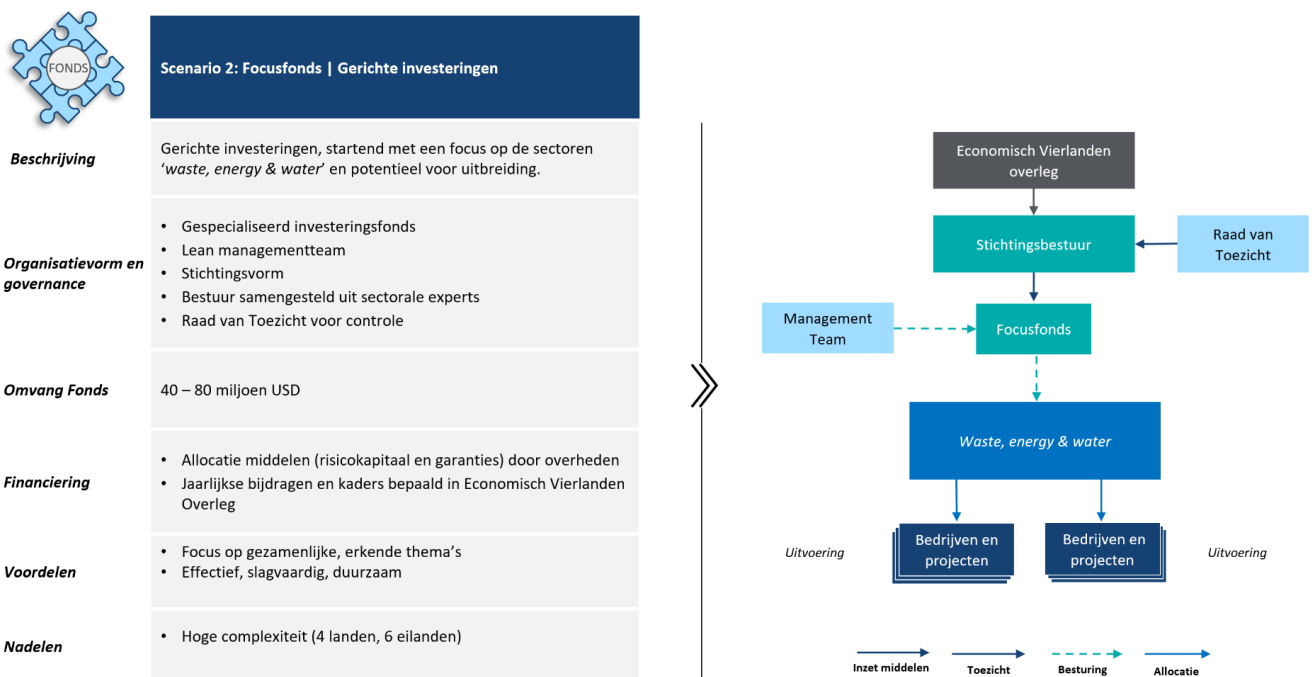 FONDS
Scenario 2: Focusfonds | Gerichte investeringen
Beschrijving
Gerichte investeringen, startend met een focus op de sectoren
‘waste, energy & water’ en potentieel voor uitbreiding.
Organisatievorm en
governance
• Gespecialiseerd investeringsfonds
• Lean managementteam
• Stichtingsvorm
• Bestuur samengesteld uit sectorale experts
• Raad van Toezicht voor controle
Omvang Fonds
40 – 80 miljoen USD
Financiering
• Allocatie middelen (risicokapitaal en garanties) door overheden
• Jaarlijkse bijdragen en kaders bepaald in Economisch Vierlanden
Overleg
Voordelen
• Focus op gezamenlijke, erkende thema’s
• Effectief, slagvaardig, duurzaam
Nadelen
• Hoge complexiteit (4 landen, 6 eilanden)
Economisch Vierlanden
overleg
Stichtingsbestuur
Raad van
Toezicht
Management
Team
Focusfonds
Waste, energy & water
Uitvoering
Bedrijven en
projecten
Bedrijven en
projecten
Uitvoering
Inzet middelen
Toezicht
Besturing
Allocatie